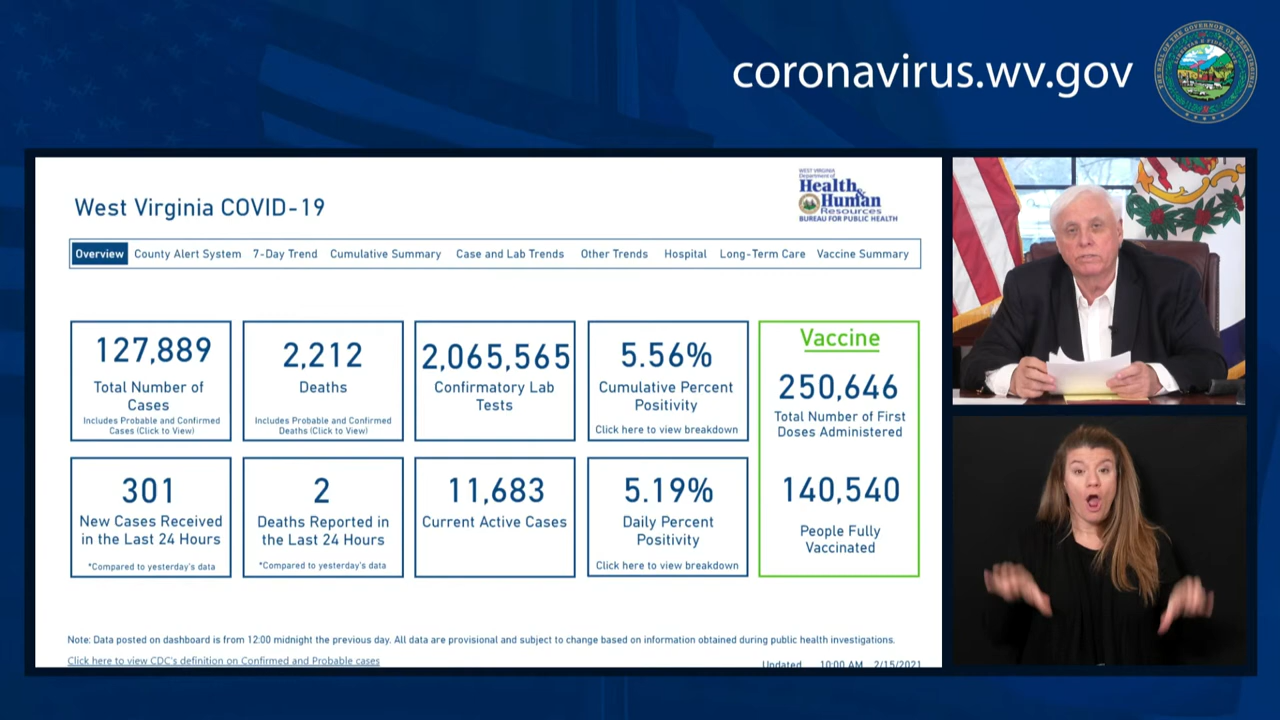 coronavirus.wv.gov
West Virginia COVID-19
WEST VIRGINIA
Department of
Health &
Human
Resources
BUREAU FOR PUBLIC HEALTH
Overview County Alert System 7-Day Trend Cumulative Summary Case and Lab Trends Other Trends Hospital Long-Term Care Vaccine Summary
127,889
Total Number of
Cases
Includes Probable and Confirmed
Cases (Click to View)
2,212
Deaths
Includes Probable and Confirmed
Deaths (Click to View)
2,065,565
Confirmatory Lab
Tests
5.56%
Cumulative Percent
Positivity
Click here to view breakdown
Vaccine
250,646
Total Number of First
Doses Administered
140,540
People Fully
Vaccinated
301
New Cases Received
in the Last 24 Hours
*Compared to yesterday's data
2
Deaths Reported in
the Last 24 Hours
*Compared to yesterday's data
11,683
Current Active Cases
5.19%
Daily Percent
Positivity
Click here to view breakdown
Note: Data posted on dashboard is from 12:00 midnight the previous day. All data are provisional and subject to change based on information obtained during public health investigations.
Click here to view CDC's definition on Confirmed and Probable cases
Updated 10:00 AM 2/15/2021